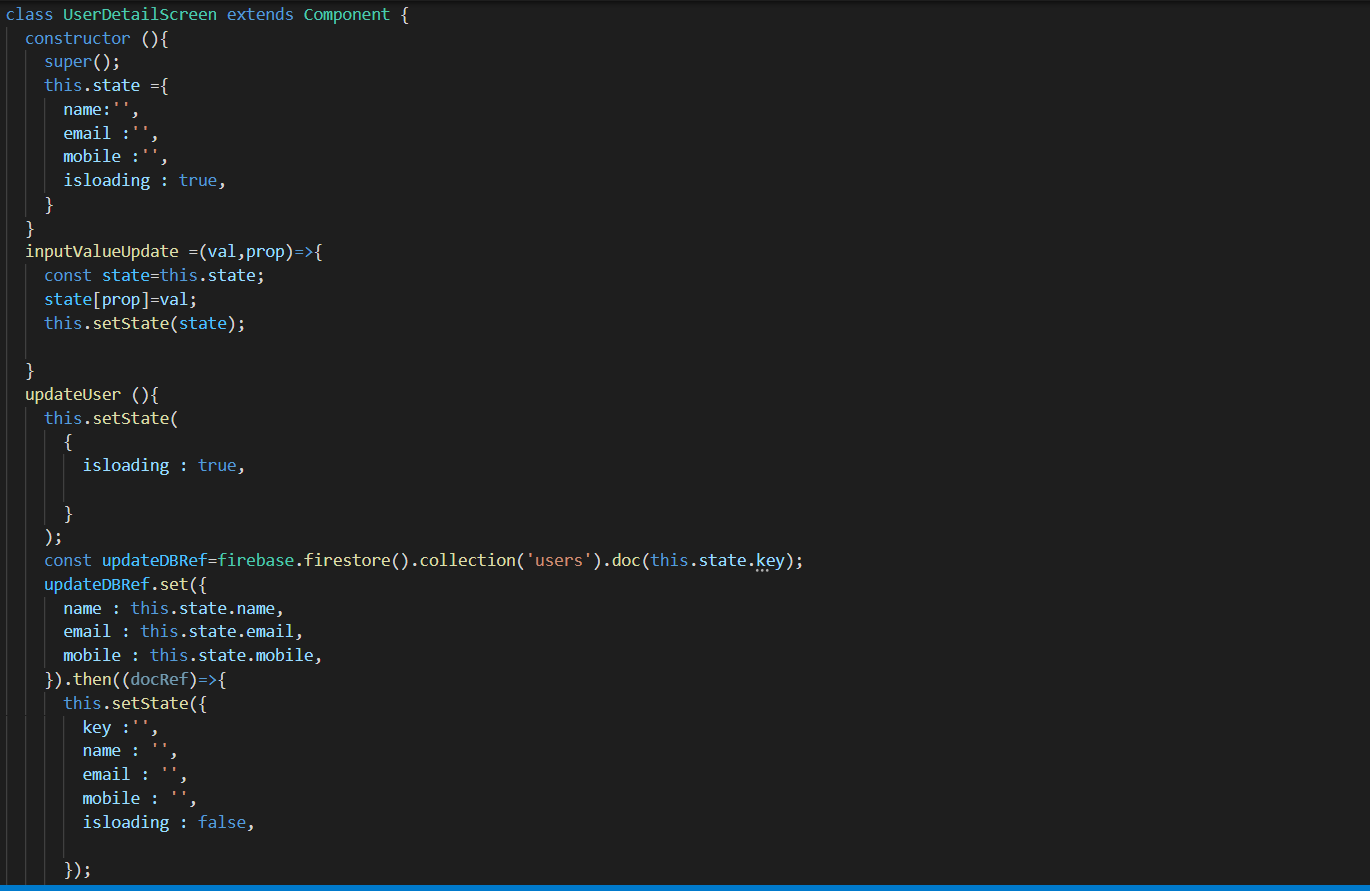 class UserDetailScreen extends Component {
constructor (){
super();
this.state ={
name:'',
email :'',
mobile :'',
isloading : true,
}
}
inputValueUpdate =(val,prop)=>{
const state=this.state;
state[prop]=val;
this.setState(state);
}
updateUser (){
this.setState(
{
isloading : true,
}
);
const updateDBRef=firebase.firestore().collection('users').doc(this.state.key);
updateDBRef.set({
name : this.state.name,
email : this.state.email,
mobile : this.state.mobile,
}).then((docRef)=>{
this.setState({
key :'',
name : '',
email : '',
mobile : '',
isloading : false,
});